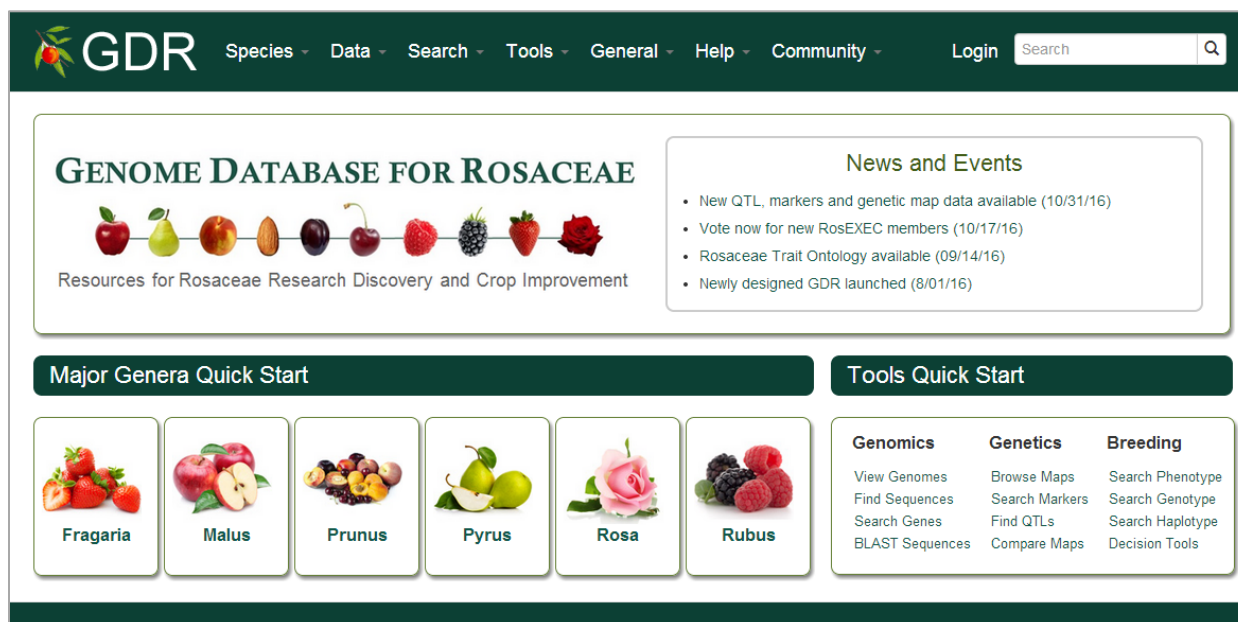 GDR
Species Data Search Tools General Help Community Login Search
GENOME DATABASE FOR ROSACEAE
Resources for Rosaceae Research Discovery and Crop Improvement
News and Events
New QTL, markers and genetic map data available (10/31/16)
Vote now for new RosEXEC members (10/17/16)
Rosaceae Trait Ontology available (09/14/16)
Newly designed GDR launched (8/01/16)
Major Genera Quick Start
Fragaria
Malus
Prunus
Pyrus
Rosa
Rubus
Tools Quick Start
Genomics
View Genomes
Find Sequences
Search Genes
BLAST Sequences
Genetics
Browse Maps
Search Markers
Find QTLs
Compare Maps
Breeding
Search Phenotype
Search Genotype
Search Haplotype
Decision Tools